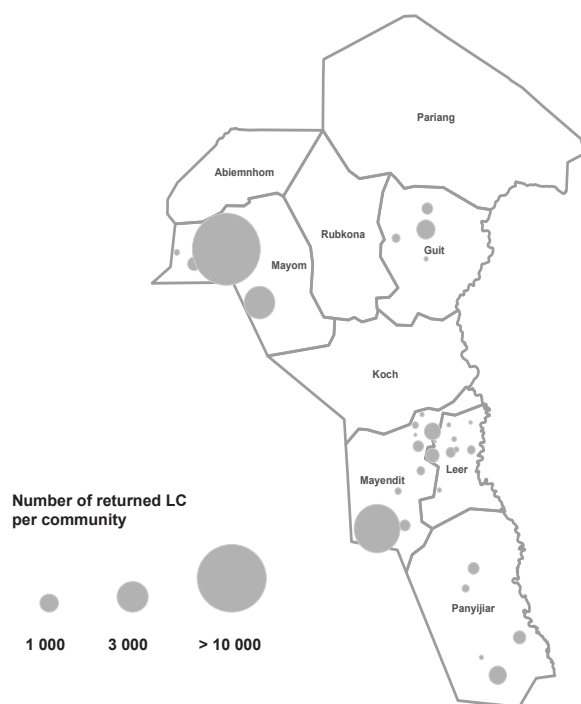 Pariang
Abiemnhom
Rubkona
Guit
Mayom
Koch
Mayendit
Leer
Number of returned LC
per community
Panyijiar
1 000 3 000 > 10 000